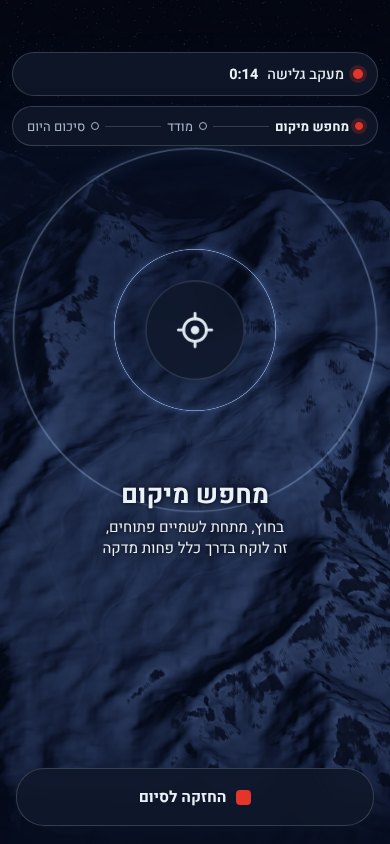 מעקב גלישה 0:14
מחפש מיקום
מודד
סיכום היום
מחפש מיקום
בחוץ, מתחת לשמיים פתוחים,
זה לוקח בדרך כלל פחות מדקה
החזקה לסיום